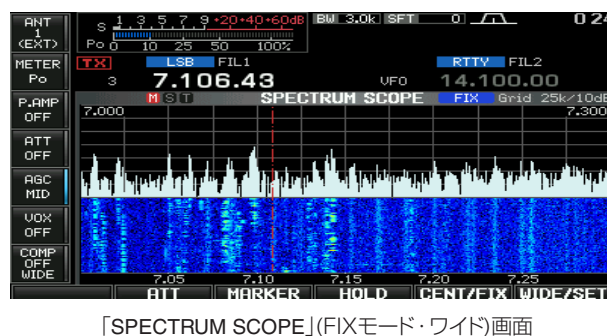 ANT
1
(EXT)
S 1 3 5 7 9 +20+40+60dB BW 3.0k SFT 0 0 24
Po 0 10 25 50 100%
METER
Po
TX LSB FIL1 RTTY FIL2
3 7.106.43 VFO 14.100.00
P.AMP
OFF
M S T SPECTRUM SCOPE FIX Grid 25k/10dB
7.000 7.300
ATT
OFF
AGC
MID
VOX
OFF
COMP
OFF
WIDE
7.05 7.10 7.15 7.20 7.25
ATT MARKER HOLD CENT/FIX WIDE/SET
「SPECTRUM SCOPE」(FIXモード・ワイド)画面